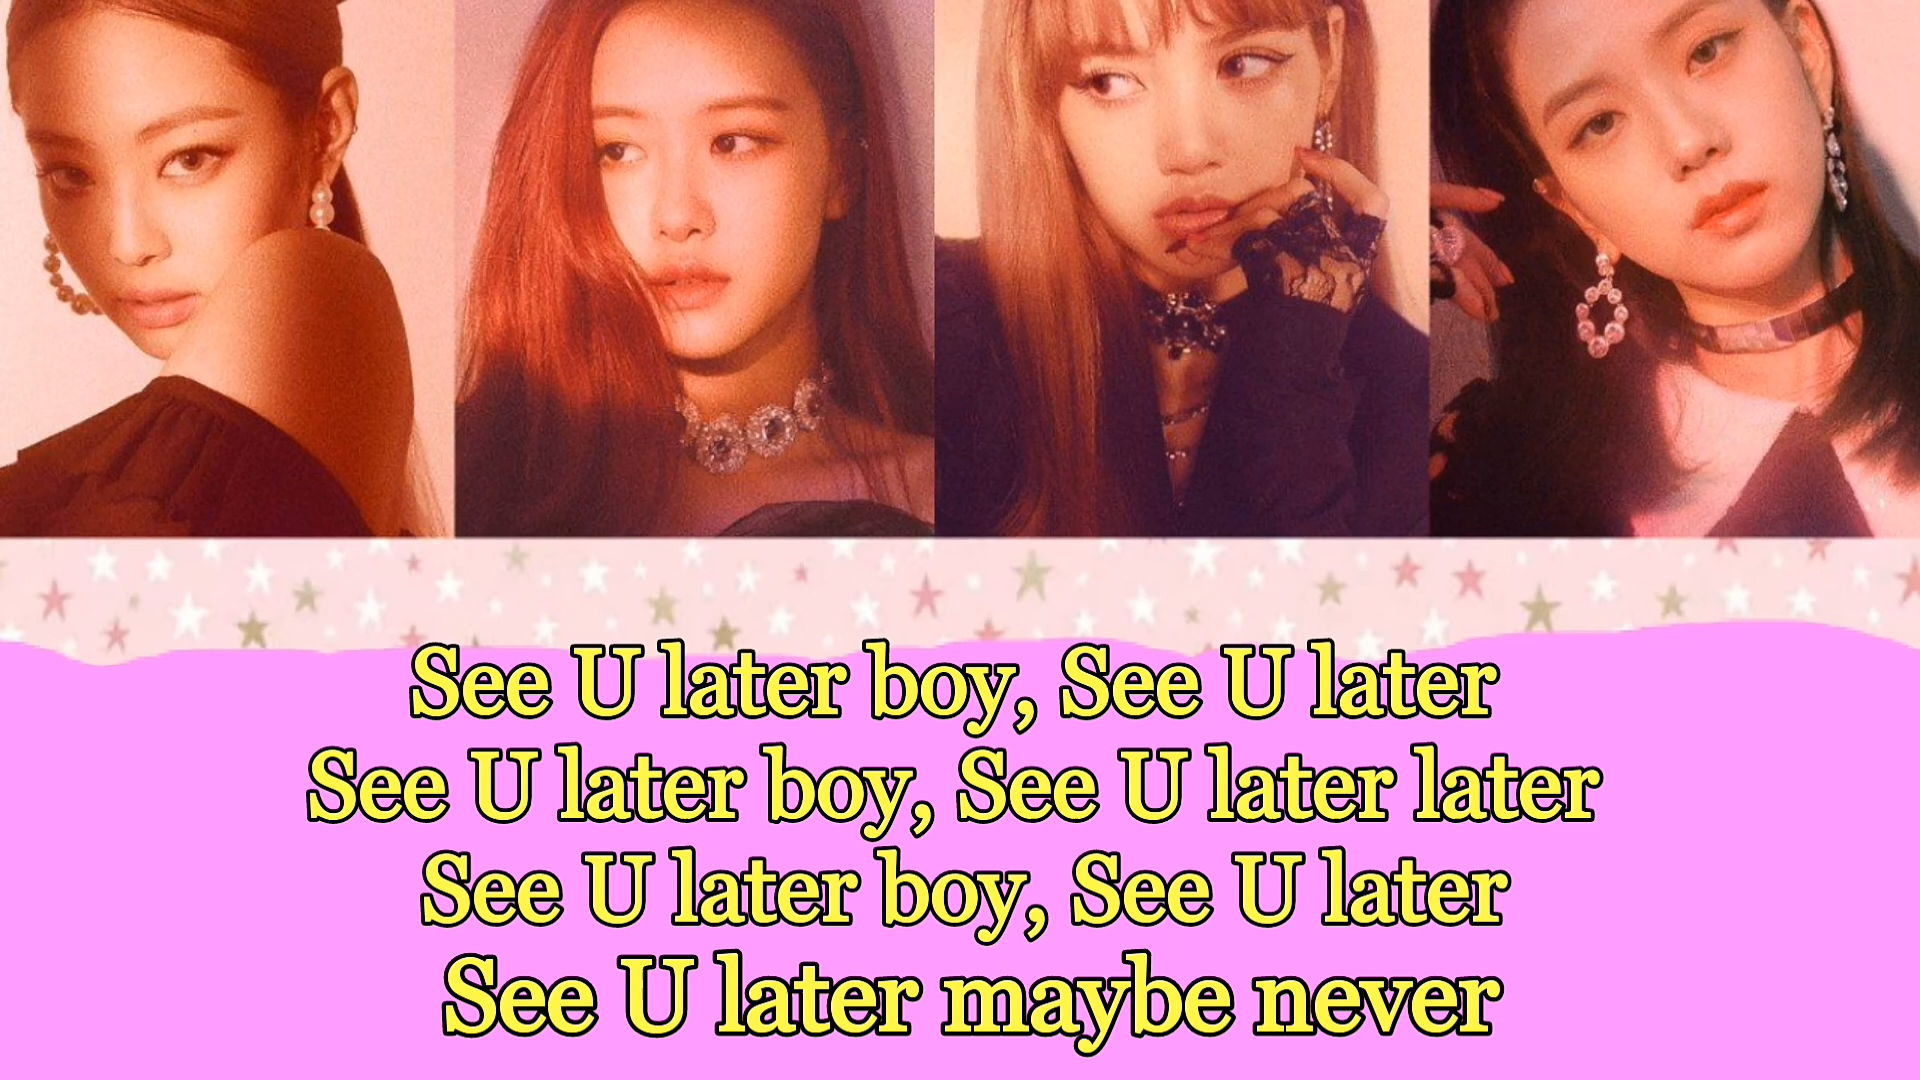 See U later boy, See U later
See U later boy, See U later later
See U later boy, See U later
See U later maybe never